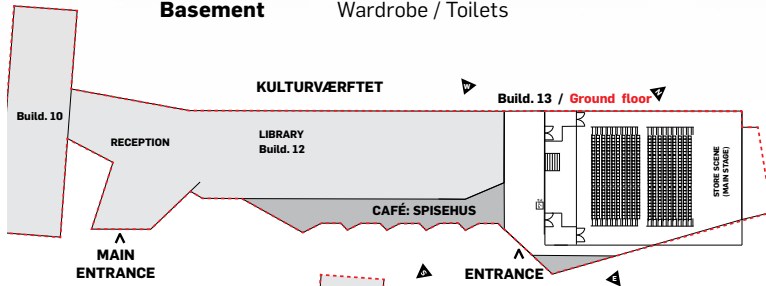 Basement Wardrobe / Toilets
KULTURVÆRFTET
W
Build. 13 / Ground floor
N
Build. 10
RECEPTION
LIBRARY
Build. 12
STORE SCENE
(MAIN STAGE)
CAFÉ: SPISEHUS
MAIN
ENTRANCE
ENTRANCE
S
E